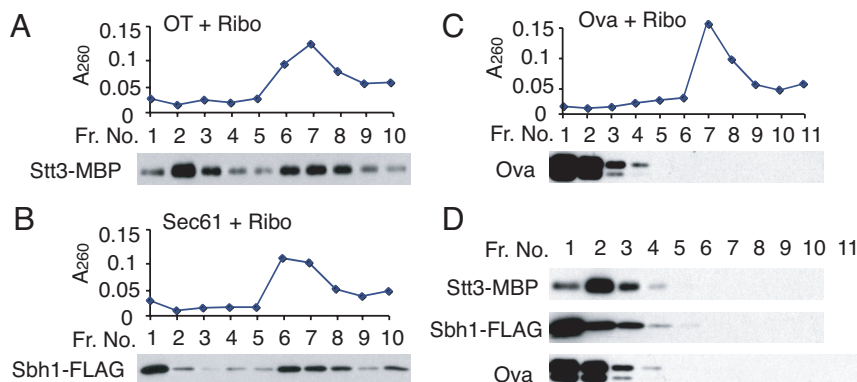 A
OT + Ribo
A260
0.15
0.1
0.05
0
Fr. No. 1 2 3 4 5 6 7 8 9 10
Stt3-MBP
B
Sec61 + Ribo
A260
0.15
0.1
0.05
0
Fr. No. 1 2 3 4 5 6 7 8 9 10
Sbh1-FLAG
C
Ova + Ribo
A260
0.15
0.1
0.05
0
Fr. No. 1 2 3 4 5 6 7 8 9 10 11
Ova
D
Fr. No. 1 2 3 4 5 6 7 8 9 10 11
Stt3-MBP
Sbh1-FLAG
Ova